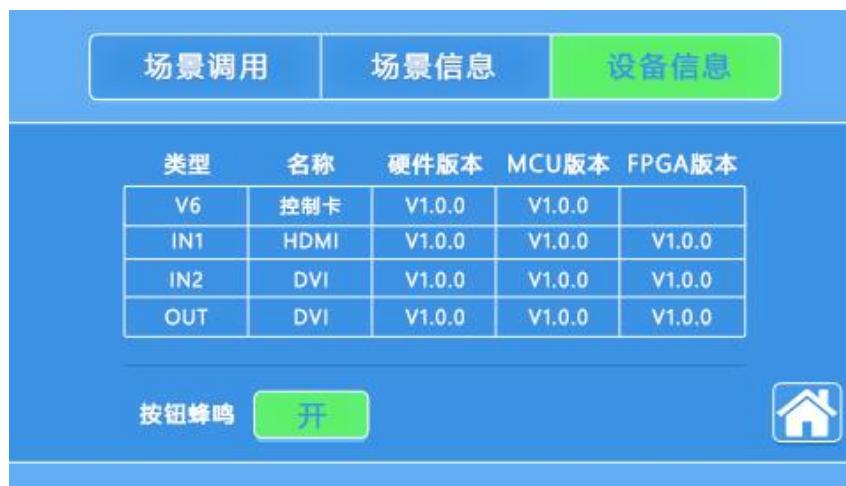 场景调用 场景信息 设备信息
类型 名称 硬件版本 MCU版本 FPGA版本
V6 控制卡 V1.0.0 V1.0.0
IN1 HDMI V1.0.0 V1.0.0 V1.0.0
IN2 DVI V1.0.0 V1.0.0 V1.0.0
OUT DVI V1.0.0 V1.0.0 V1.0.0
按钮蜂鸣 开